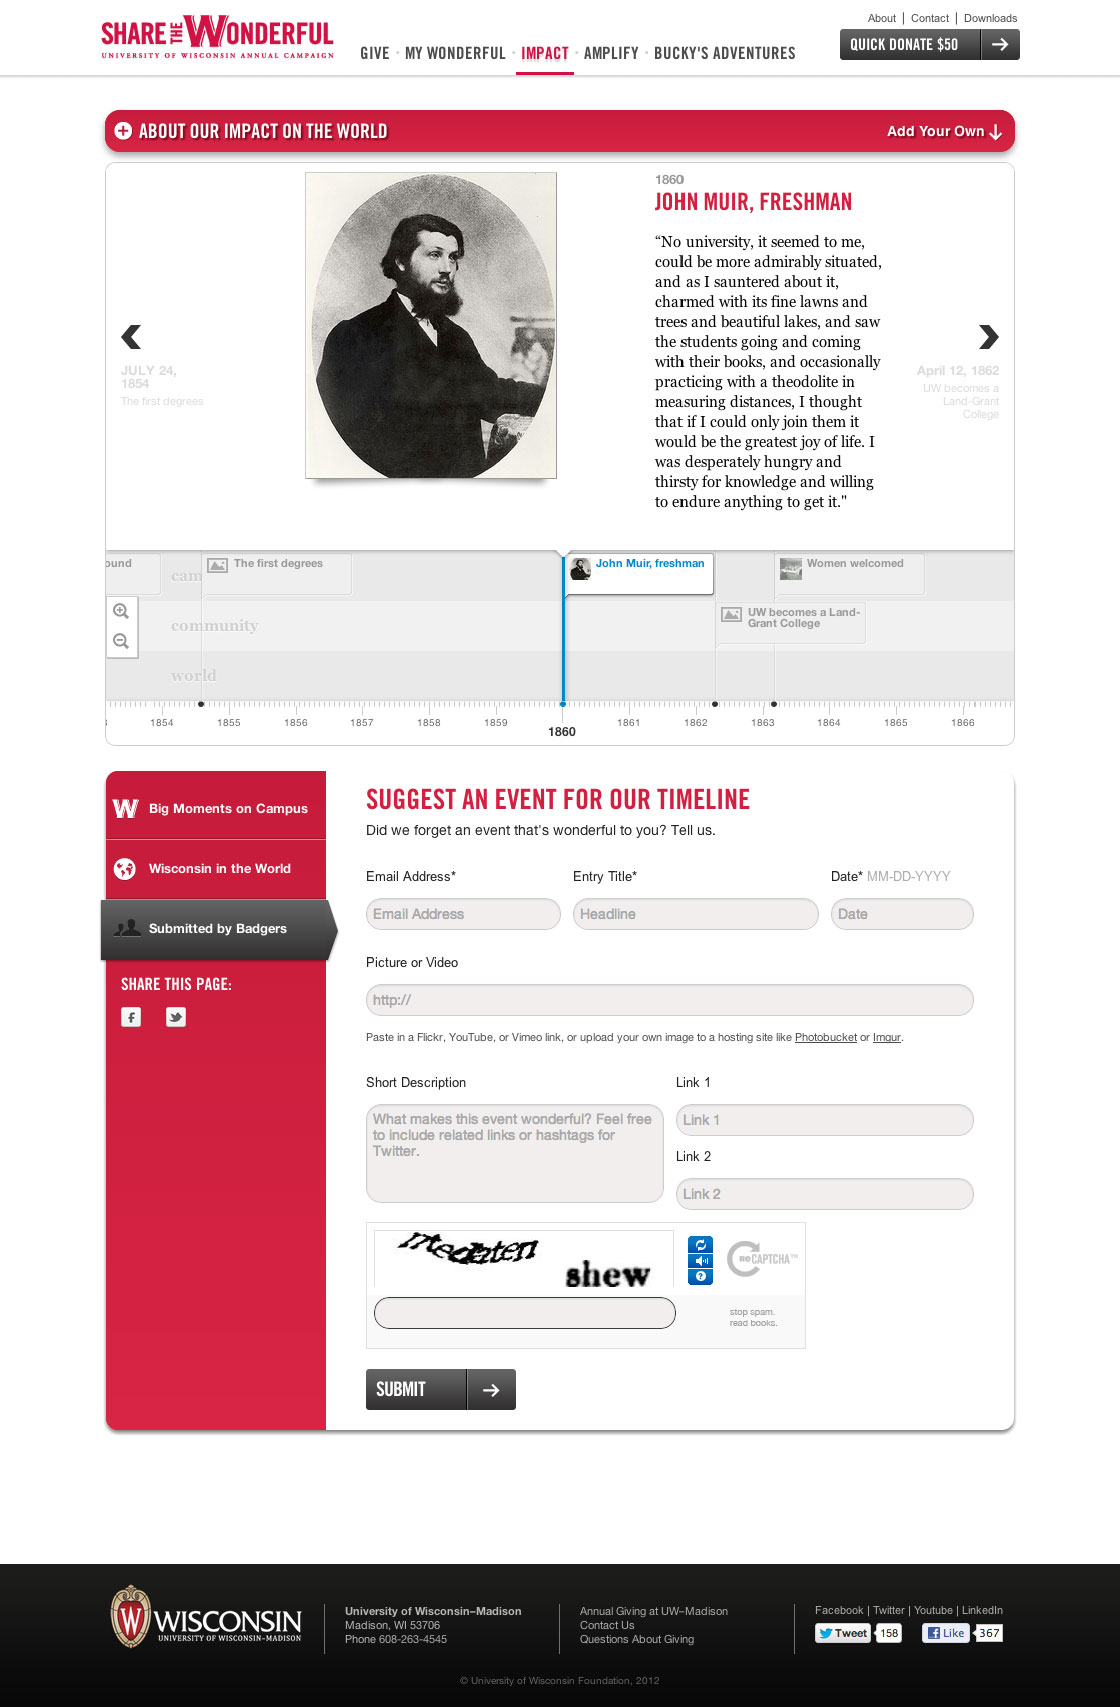 SHARE THE WONDERFUL
UNIVERSITY OF WISCONSIN ANNUAL CAMPAIGN
About | Contact | Downloads
GIVE · MY WONDERFUL · IMPACT · AMPLIFY · BUCKY'S ADVENTURES
QUICK DONATE $50
ABOUT OUR IMPACT ON THE WORLD
Add Your Own
1860
JOHN MUIR, FRESHMAN
“No university, it seemed to me,
could be more admirably situated,
and as I sauntered about it,
charmed with its fine lawns and
trees and beautiful lakes, and saw
the students going and coming
with their books, and occasionally
practicing with a theodolite in
measuring distances, I thought
that if I could only join them it
would be the greatest joy of life. I
was desperately hungry and
thirsty for knowledge and willing
to endure anything to get it."
JULY 24,
1854
The first degrees
April 12, 1862
UW becomes a
Land-Grant
College
ound
cam
The first degrees
John Muir, freshman
Women welcomed
community
UW becomes a Land-
Grant College
world
1854 1855 1856 1857 1858 1859 1860 1861 1862 1863 1864 1865 1866
Big Moments on Campus
Wisconsin in the World
Submitted by Badgers
SHARE THIS PAGE:
SUGGEST AN EVENT FOR OUR TIMELINE
Did we forget an event that's wonderful to you? Tell us.
Email Address* Entry Title* Date* MM-DD-YYYY
Email Address Headline Date
Picture or Video
http://
Paste in a Flickr, YouTube, or Vimeo link, or upload your own image to a hosting site like Photobucket or Imgur.
Short Description
What makes this event wonderful? Feel free
to include related links or hashtags for
Twitter.
Link 1
Link 1
Link 2
Link 2
shew
reCAPTCHA™
stop spam.
read books.
SUBMIT
W WISCONSIN
UNIVERSITY OF WISCONSIN–MADISON
University of Wisconsin–Madison
Madison, WI 53706
Phone 608-263-4545
Annual Giving at UW–Madison
Contact Us
Questions About Giving
Facebook | Twitter | Youtube | LinkedIn
Tweet 158 Like 367
© University of Wisconsin Foundation, 2012